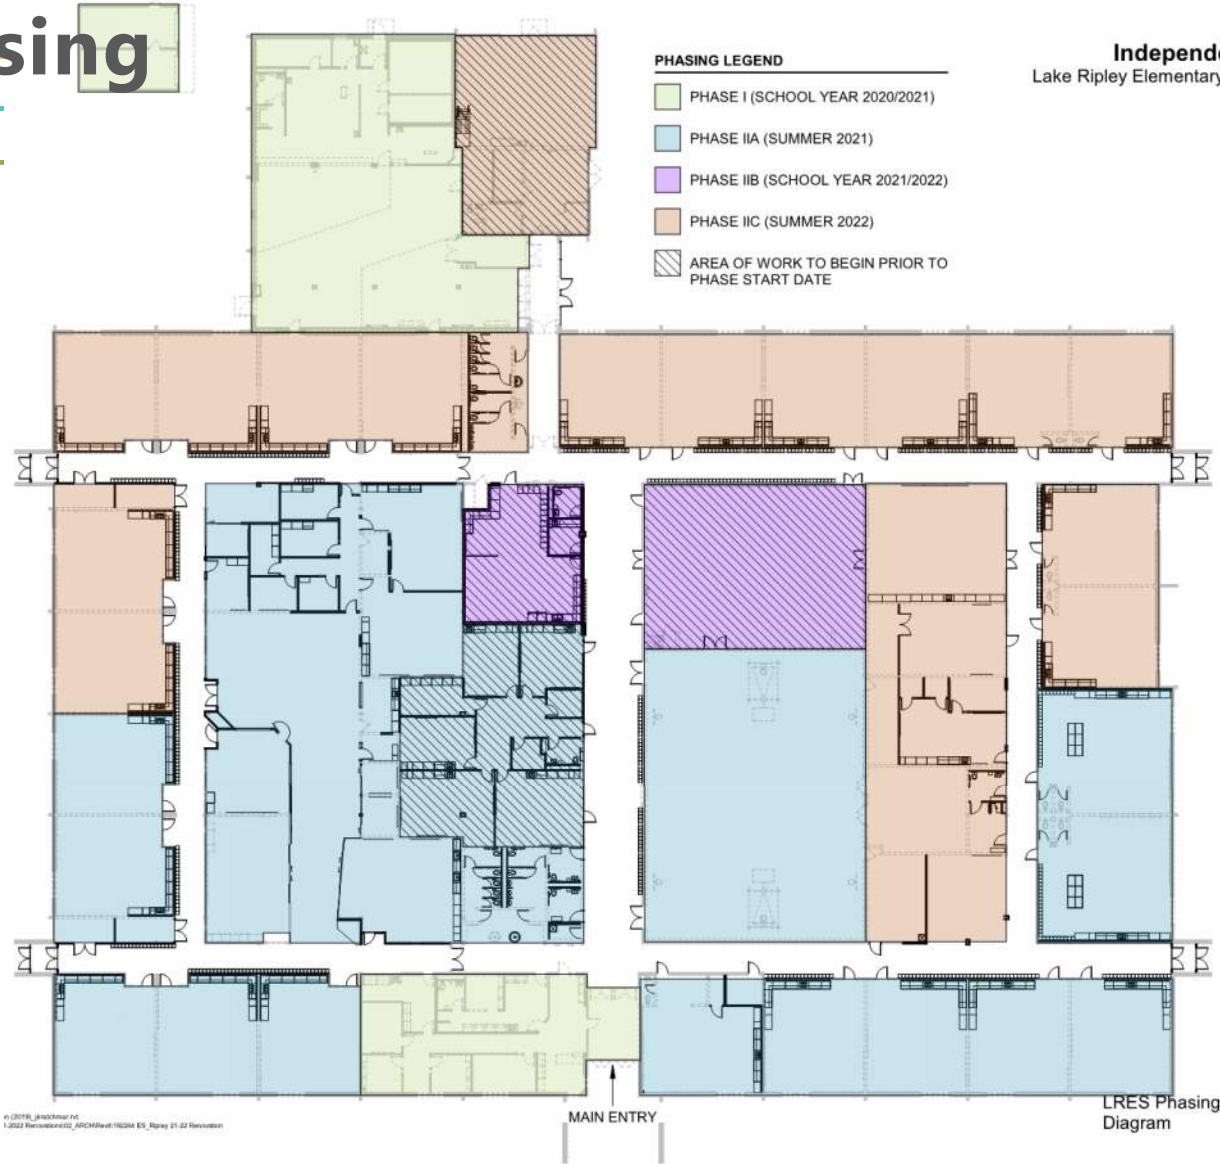 sing
Independe
Lake Ripley Elementary
PHASING LEGEND
PHASE I (SCHOOL YEAR 2020/2021)
PHASE IIA (SUMMER 2021)
PHASE IIB (SCHOOL YEAR 2021/2022)
PHASE IIC (SUMMER 2022)
AREA OF WORK TO BEGIN PRIOR TO
PHASE START DATE
MAIN ENTRY
LRES Phasing
Diagram